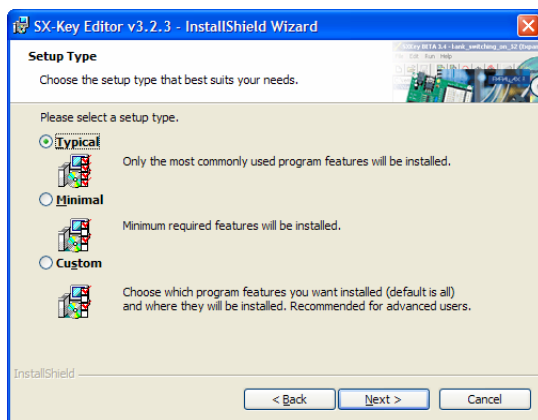 SX-Key Editor v3.2.3 - InstallShield Wizard
Setup Type
Choose the setup type that best suits your needs.
Please select a setup type.
Typical
Only the most commonly used program features will be installed.
Minimal
Minimum required features will be installed.
Custom
Choose which program features you want installed (default is all)
and where they will be installed. Recommended for advanced users.
InstallShield
< Back Next > Cancel